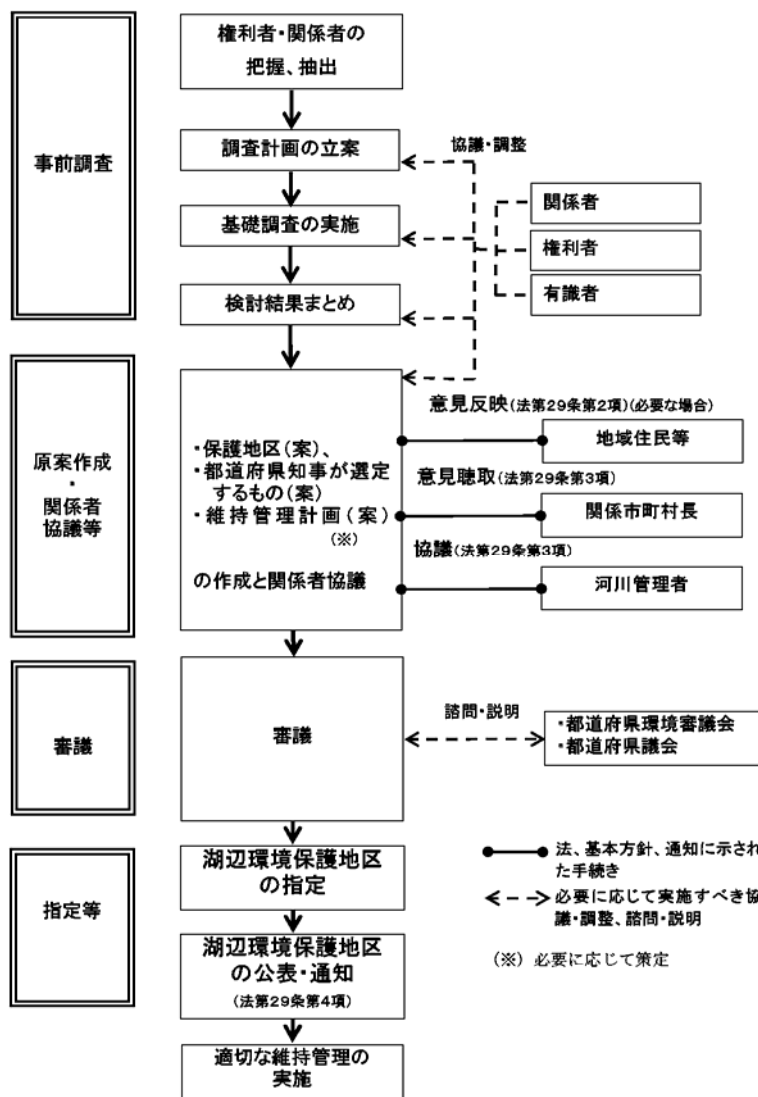 権利者・関係者の
把握、抽出
事前調査
調査計画の立案
協議・調整
基礎調査の実施
関係者
権利者
有識者
検討結果まとめ
原案作成
・
関係者
協議等
・保護地区(案)、
・都道府県知事が選定
するもの(案)
・維持管理計画(案)
(※)
の作成と関係者協議
意見反映(法第29条第2項)(必要な場合)
地域住民等
意見聴取(法第29条第3項)
関係市町村長
協議(法第29条第3項)
河川管理者
審議
審議
諮問・説明
・都道府県環境審議会
・都道府県議会
指定等
湖辺環境保護地区
の指定
湖辺環境保護地区
の公表・通知
(法第29条第4項)
適切な維持管理の
実施
法、基本方針、通知に示され
た手続き
必要に応じて実施すべき協
議・調整、諮問・説明
(※) 必要に応じて策定